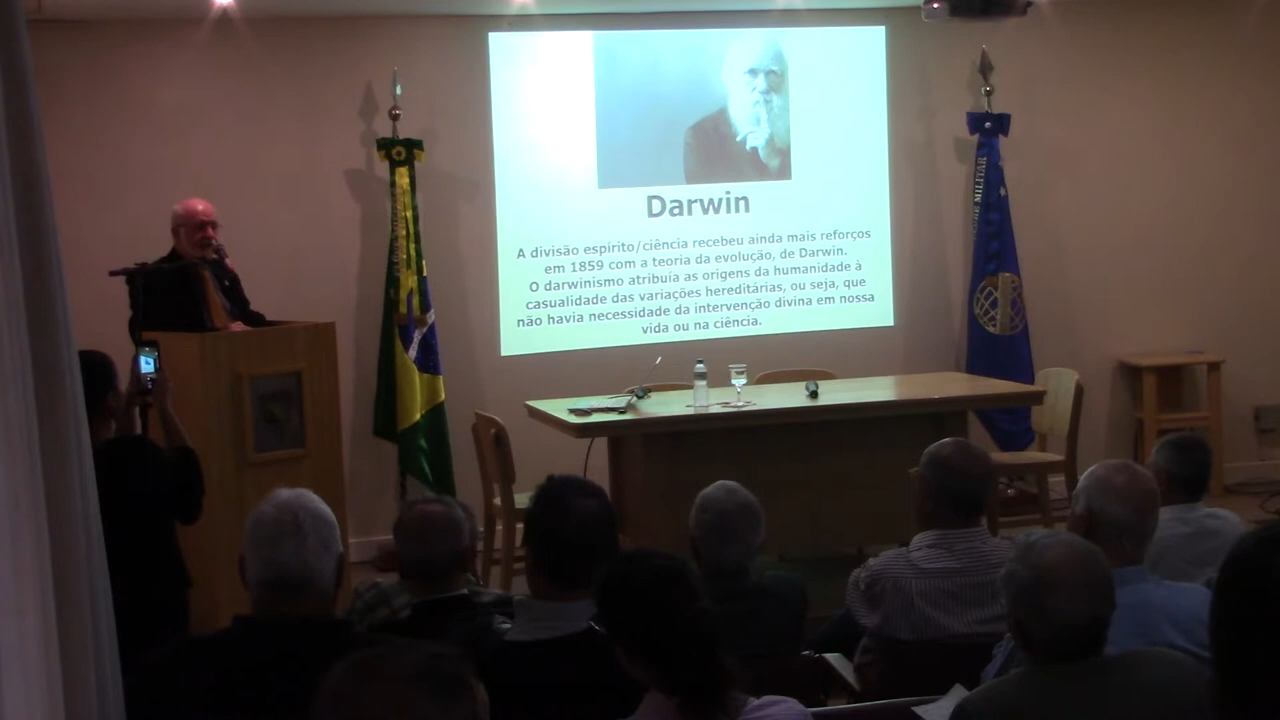 Darwin
A divisão espírito/ciência recebeu ainda mais reforços
em 1859 com a teoria da evolução, de Darwin.
O darwinismo atribuía as origens da humanidade à
casualidade das variações hereditárias, ou seja, que
não havia necessidade da intervenção divina em nossa
vida ou na ciência.
MILITAR